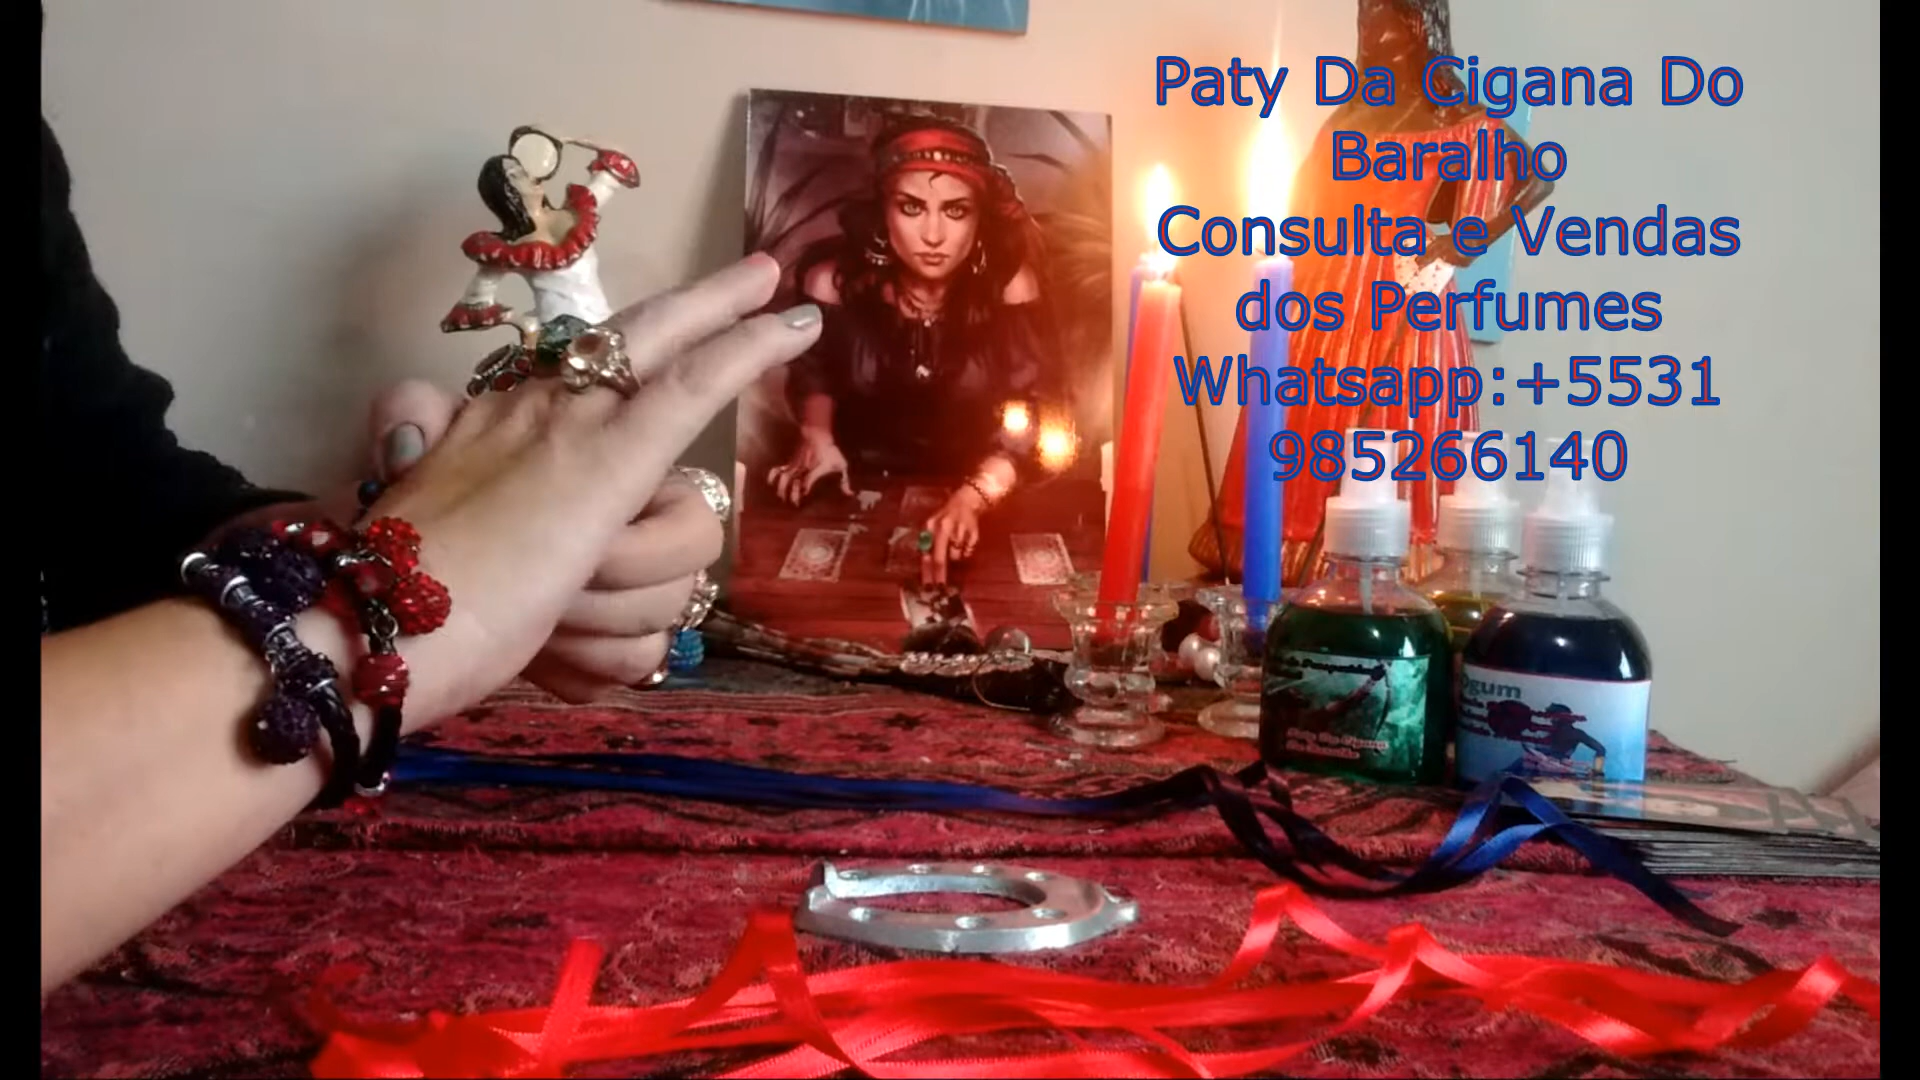 Paty Da Cigana Do
Baralho
Consulta e Vendas
dos Perfumes
Whatsapp:+5531
985266140
Ogum